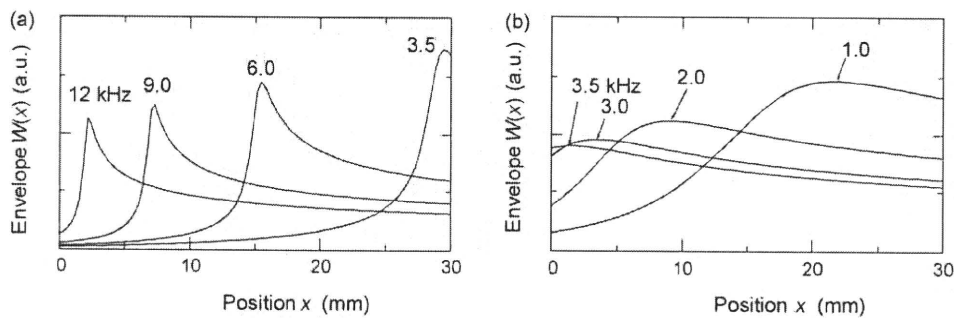 (a)
Envelope W(x) (a.u.)
12 kHz
9.0
6.0
3.5
0
10
20
30
Position x (mm)
(b)
Envelope W(x) (a.u.)
3.5 kHz
3.0
2.0
1.0
0
10
20
30
Position x (mm)